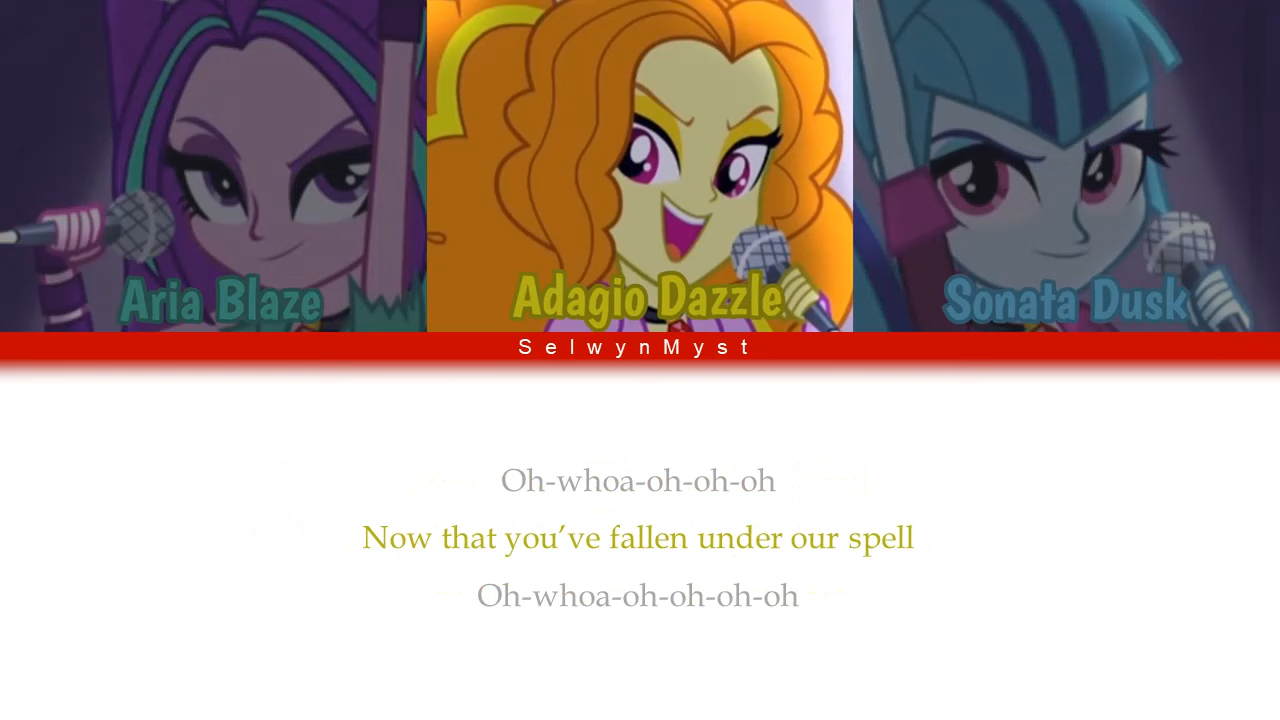 Aria Blaze
Adagio Dazzle
Sonata Dusk
SelwynMyst
Oh-whoa-oh-oh-oh
Now that you’ve fallen under our spell
Oh-whoa-oh-oh-oh-oh